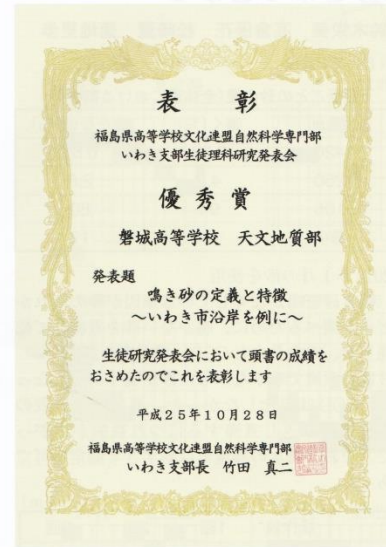 表 彰
福島県高等学校文化連盟自然科学専門部
いわき支部生徒理科研究発表会
優 秀 賞
磐城高等学校 天文地質部
発表題
鳴き砂の定義と特徴
～いわき市沿岸を例に～
生徒研究発表会において頭書の成績を
おさめたのでこれを表彰します
平成25年10月28日
福島県高等学校文化連盟自然科学専門部
いわき支部長 竹田 真二